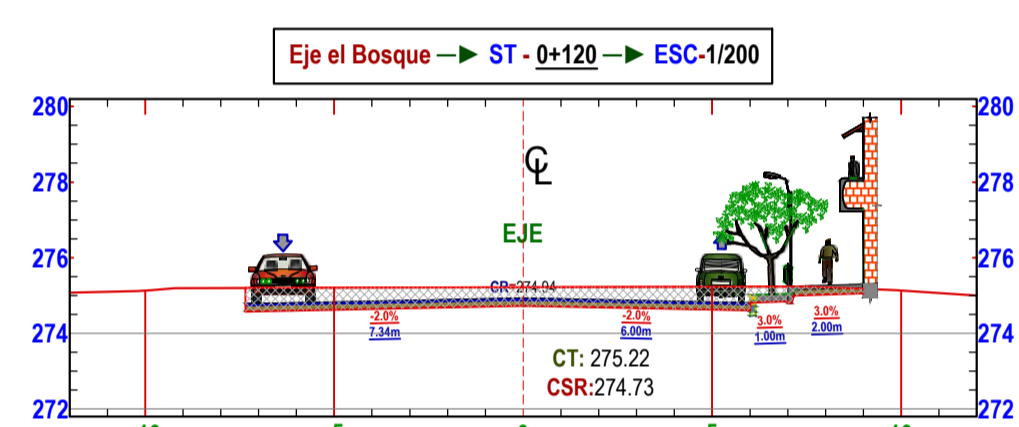 Eje el Bosque ST - 0+120 ESC-1/200
280 280
278 278
CL
EJE
276 276
CR=274.94
-2.0% -2.0% 3.0% 3.0%
7.34m 6.00m 1.00m 2.00m
274 274
CT: 275.22
CSR:274.73
272 272